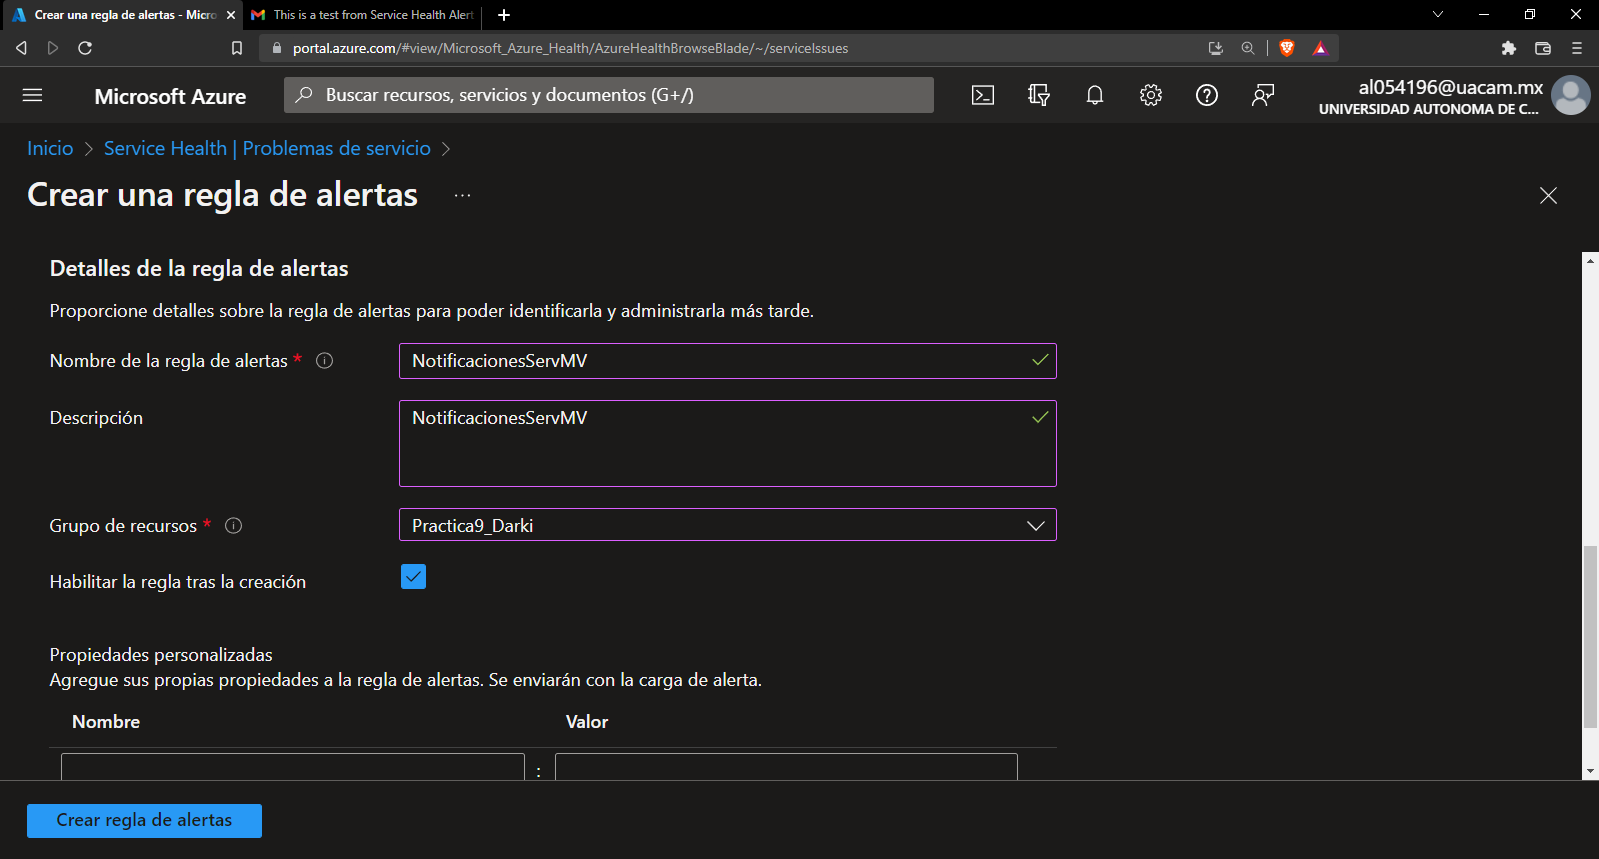 Crear una regla de alertas - Micro
This is a test from Service Health Alert
portal.azure.com/#view/Microsoft_Azure_Health/AzureHealthBrowseBlade/~/serviceIssues
Microsoft Azure
Buscar recursos, servicios y documentos (G+/)
al054196@uacam.mx
UNIVERSIDAD AUTONOMA DE C...
Inicio > Service Health | Problemas de servicio >
Crear una regla de alertas ...
Detalles de la regla de alertas
Proporcione detalles sobre la regla de alertas para poder identificarla y administrarla más tarde.
Nombre de la regla de alertas * NotificacionesServMV
Descripción NotificacionesServMV
Grupo de recursos * Practica9_Darki
Habilitar la regla tras la creación
Propiedades personalizadas
Agregue sus propias propiedades a la regla de alertas. Se enviarán con la carga de alerta.
Nombre Valor
:
Crear regla de alertas